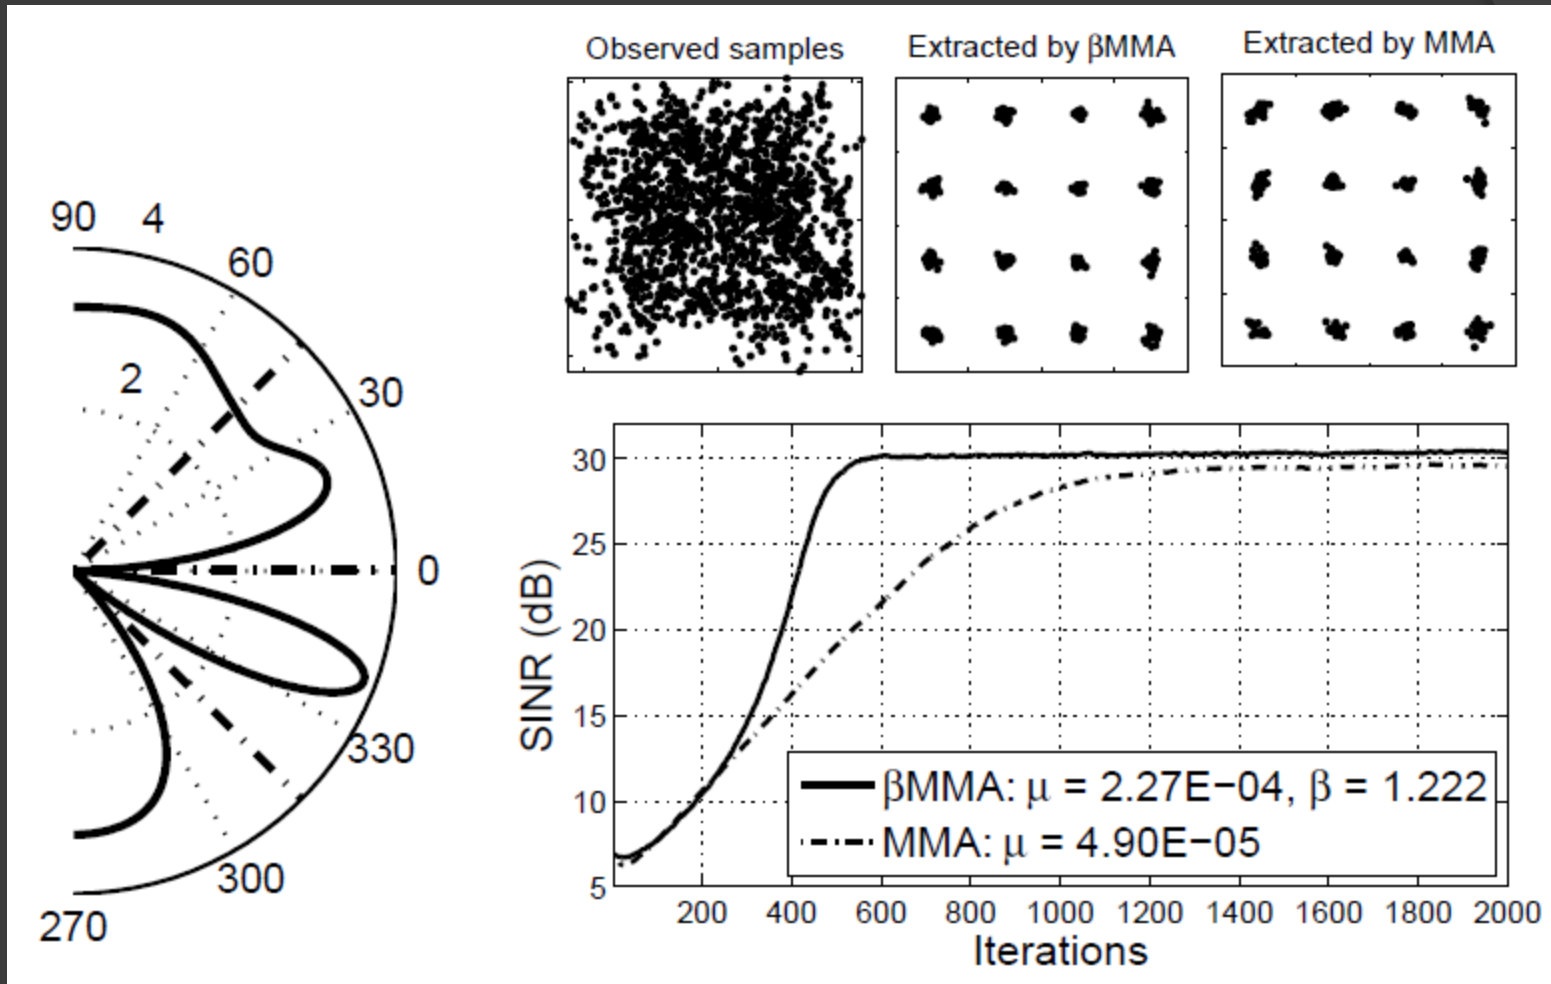 Observed samples
Extracted by βMMA
Extracted by MMA
90
4
60
2
30
0
330
300
270
30
25
20
15
10
5
SINR (dB)
βMMA: μ = 2.27E−04, β = 1.222
MMA: μ = 4.90E−05
200 400 600 800 1000 1200 1400 1600 1800 2000
Iterations